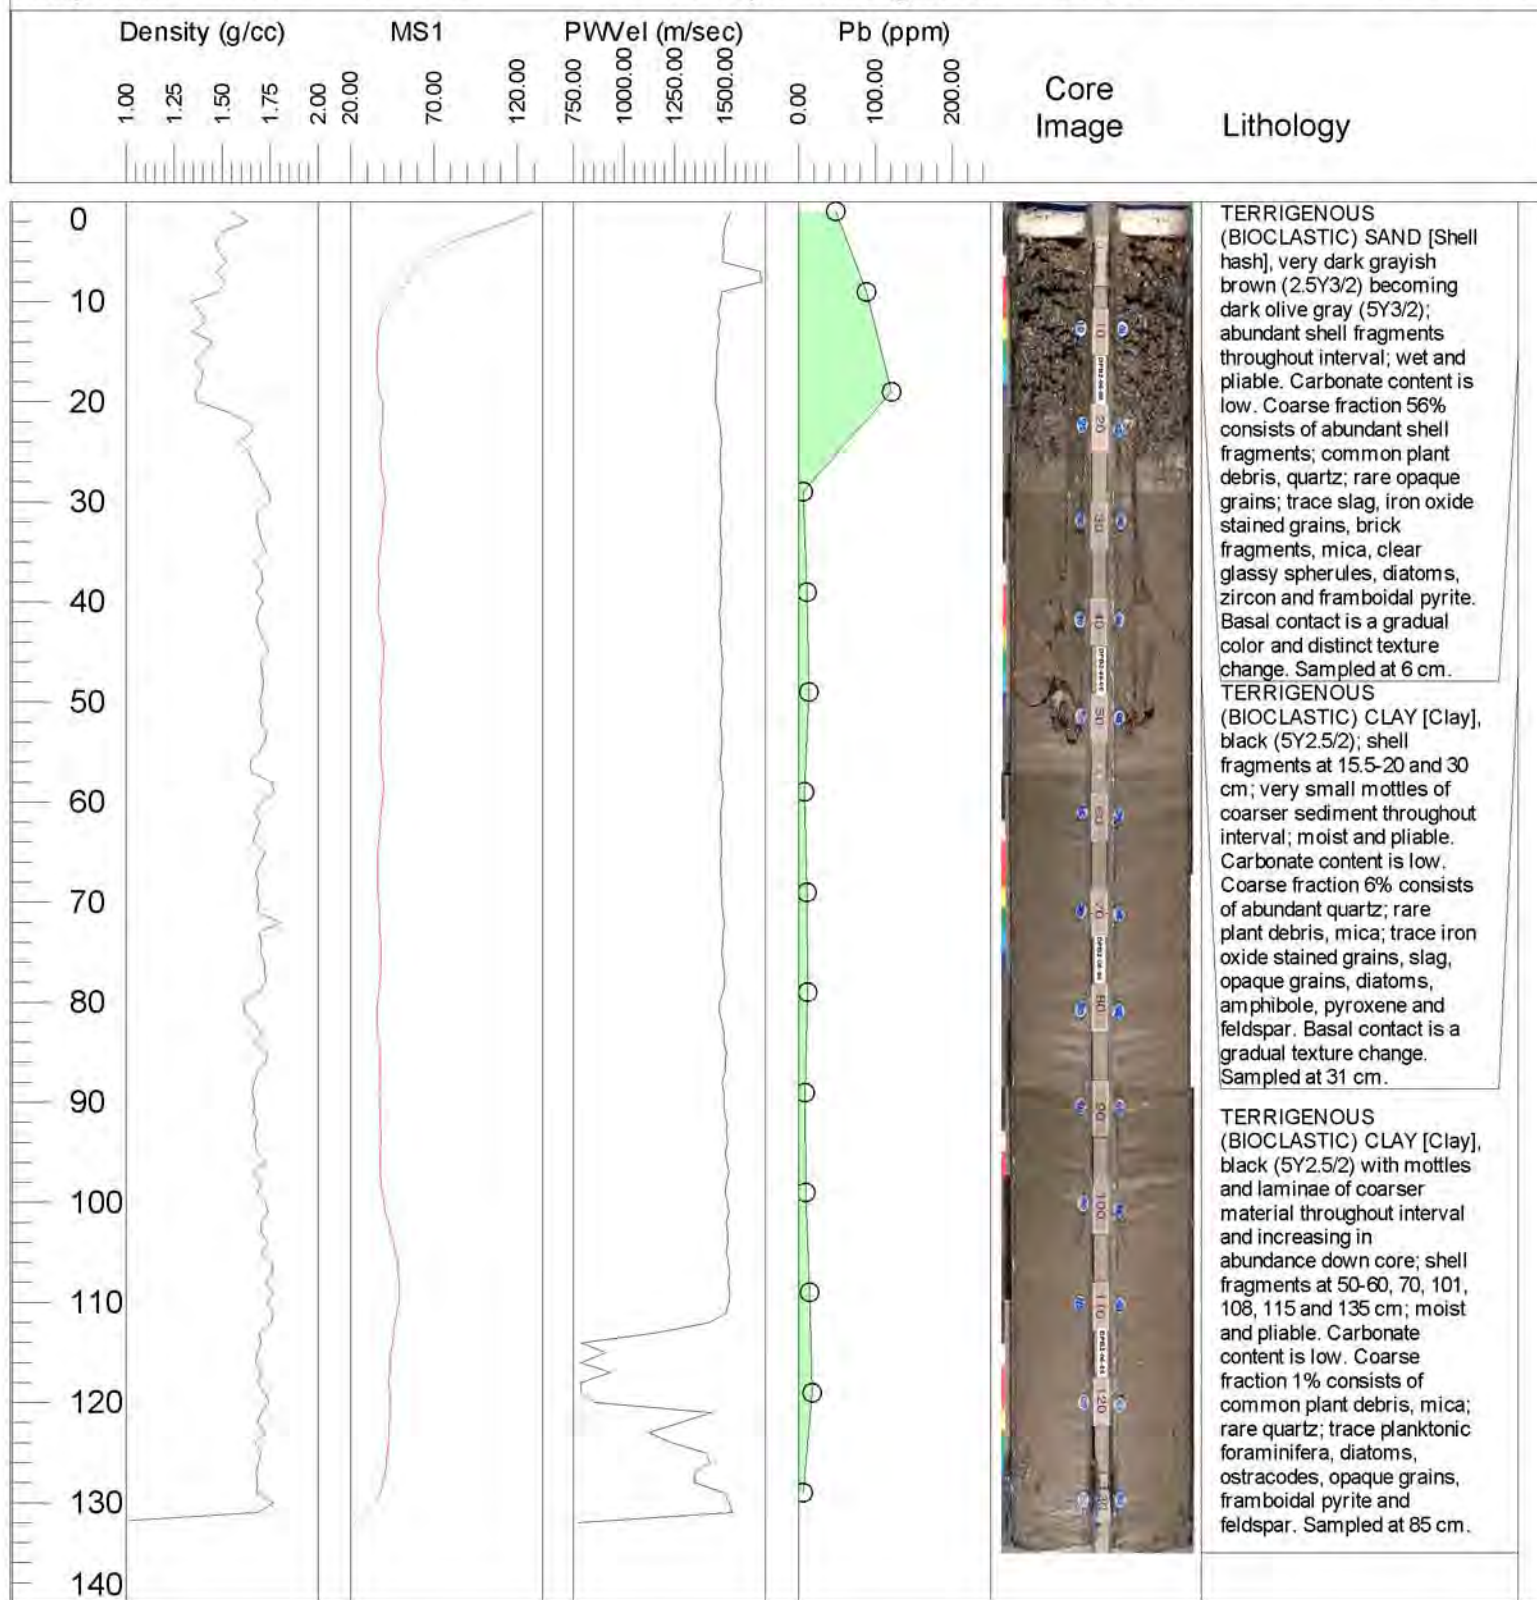 Density (g/cc)
MS1
PWVel (m/sec)
Pb (ppm)
1.00
1.25
1.50
1.75
2.00
20.00
70.00
120.00
750.00
1000.00
1250.00
1500.00
0.00
100.00
200.00
Core
Image
Lithology
0
10
20
30
40
50
60
70
80
90
100
110
120
130
140
10
20
30
40
50
60
70
80
90
100
110
120
TERRIGENOUS
(BIOCLASTIC) SAND [Shell
hash], very dark grayish
brown (2.5Y3/2) becoming
dark olive gray (5Y3/2);
abundant shell fragments
throughout interval; wet and
pliable. Carbonate content is
low. Coarse fraction 56%
consists of abundant shell
fragments; common plant
debris, quartz; rare opaque
grains; trace slag, iron oxide
stained grains, brick
fragments, mica, clear
glassy spherules, diatoms,
zircon and framboidal pyrite.
Basal contact is a gradual
color and distinct texture
change. Sampled at 6 cm.
TERRIGENOUS
(BIOCLASTIC) CLAY [Clay],
black (5Y2.5/2); shell
fragments at 15.5-20 and 30
cm; very small mottles of
coarser sediment throughout
interval; moist and pliable.
Carbonate content is low.
Coarse fraction 6% consists
of abundant quartz; rare
plant debris, mica; trace iron
oxide stained grains, slag,
opaque grains, diatoms,
amphibole, pyroxene and
feldspar. Basal contact is a
gradual texture change.
Sampled at 31 cm.
TERRIGENOUS
(BIOCLASTIC) CLAY [Clay],
black (5Y2.5/2) with mottles
and laminae of coarser
material throughout interval
and increasing in
abundance down core; shell
fragments at 50-60, 70, 101,
108, 115 and 135 cm; moist
and pliable. Carbonate
content is low. Coarse
fraction 1% consists of
common plant debris, mica;
rare quartz; trace planktonic
foraminifera, diatoms,
ostracodes, opaque grains,
framboidal pyrite and
feldspar. Sampled at 85 cm.